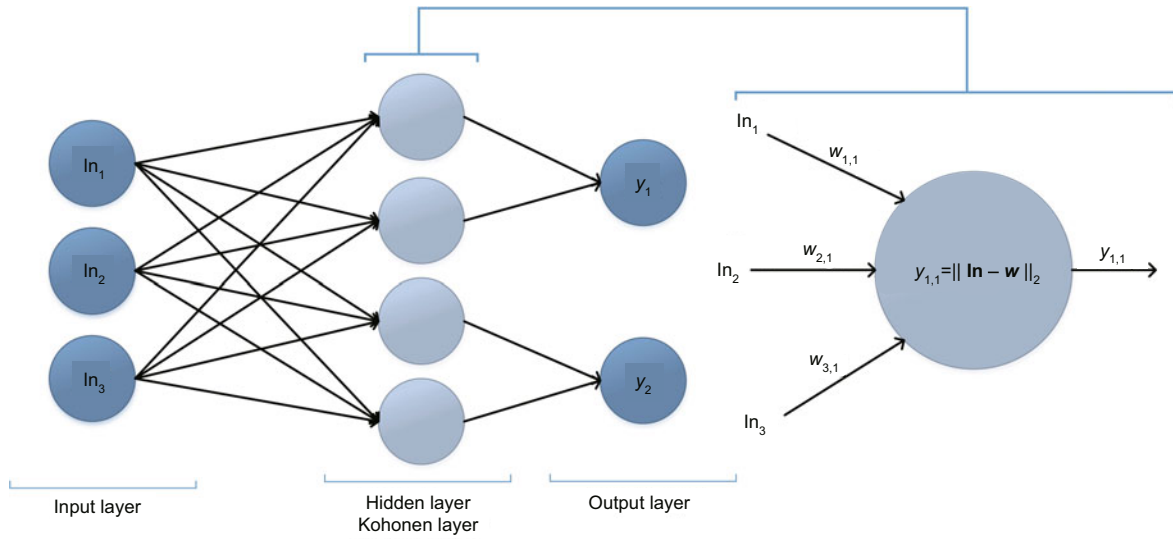 In₁
In₂
In₃
y₁
y₂
Input layer
Hidden layer
Kohonen layer
Output layer
In₁
w₁,₁
In₂
w₂,₁
y₁,₁=|| In – w ||₂
y₁,₁
w₃,₁
In₃